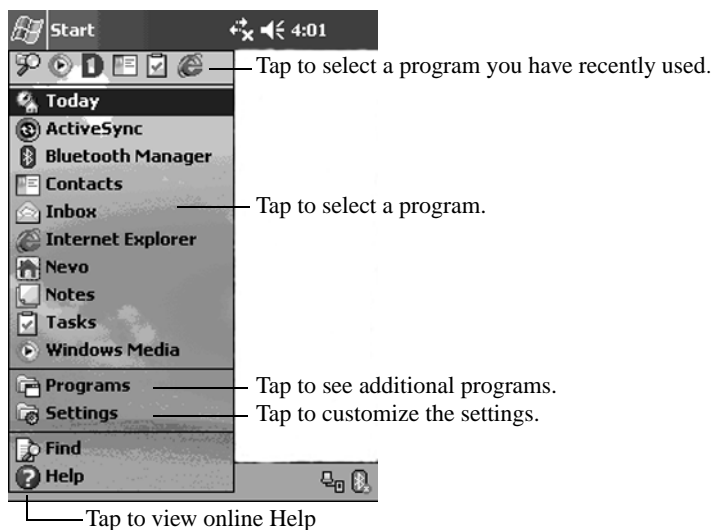 Start 4:01
1
Tap to select a program you have recently used.
Today
ActiveSync
Bluetooth Manager
Contacts
Inbox
Tap to select a program.
Internet Explorer
Nevo
Notes
Tasks
Windows Media
Programs
Tap to see additional programs.
Settings
Tap to customize the settings.
Find
? Help
Tap to view online Help